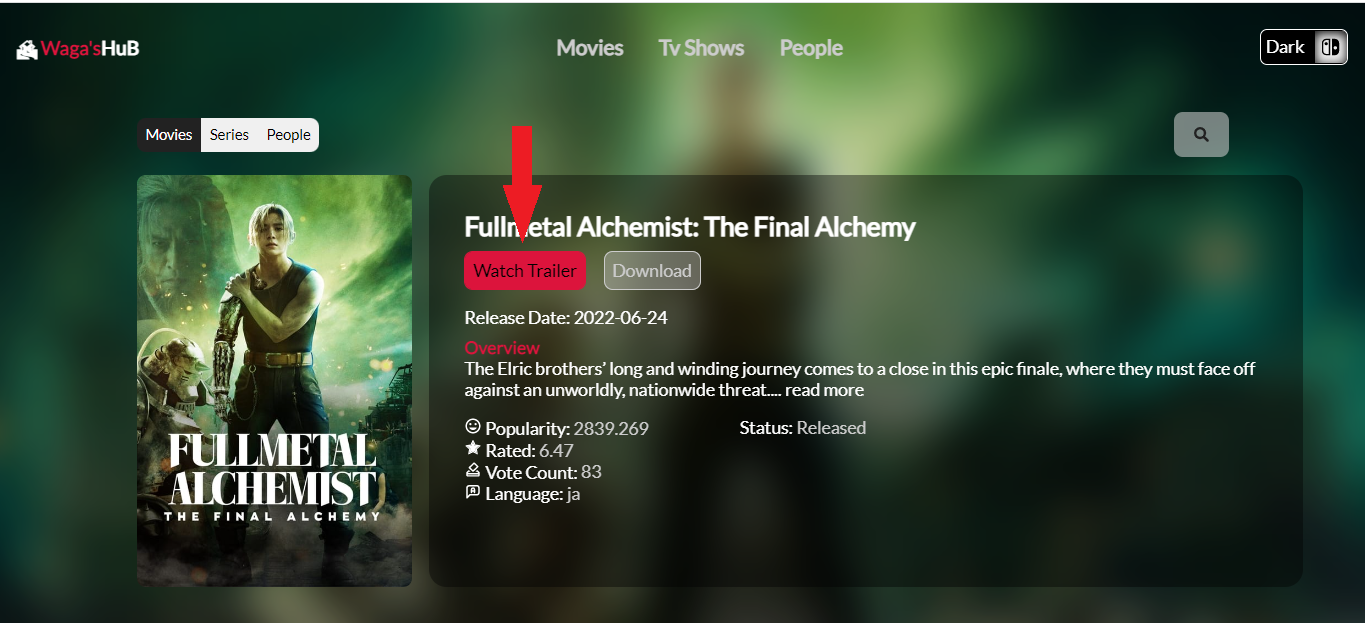 Waga'sHuB
Movies Tv Shows People
Dark
Movies Series People
Fullmetal Alchemist: The Final Alchemy
Watch Trailer Download
Release Date: 2022-06-24
Overview
The Elric brothers’ long and winding journey comes to a close in this epic finale, where they must face off
against an unworldly, nationwide threat.... read more
Popularity: 2839.269 Status: Released
Rated: 6.47
Vote Count: 83
Language: ja
FULLMETAL
ALCHEMIST
THE FINAL ALCHEMY